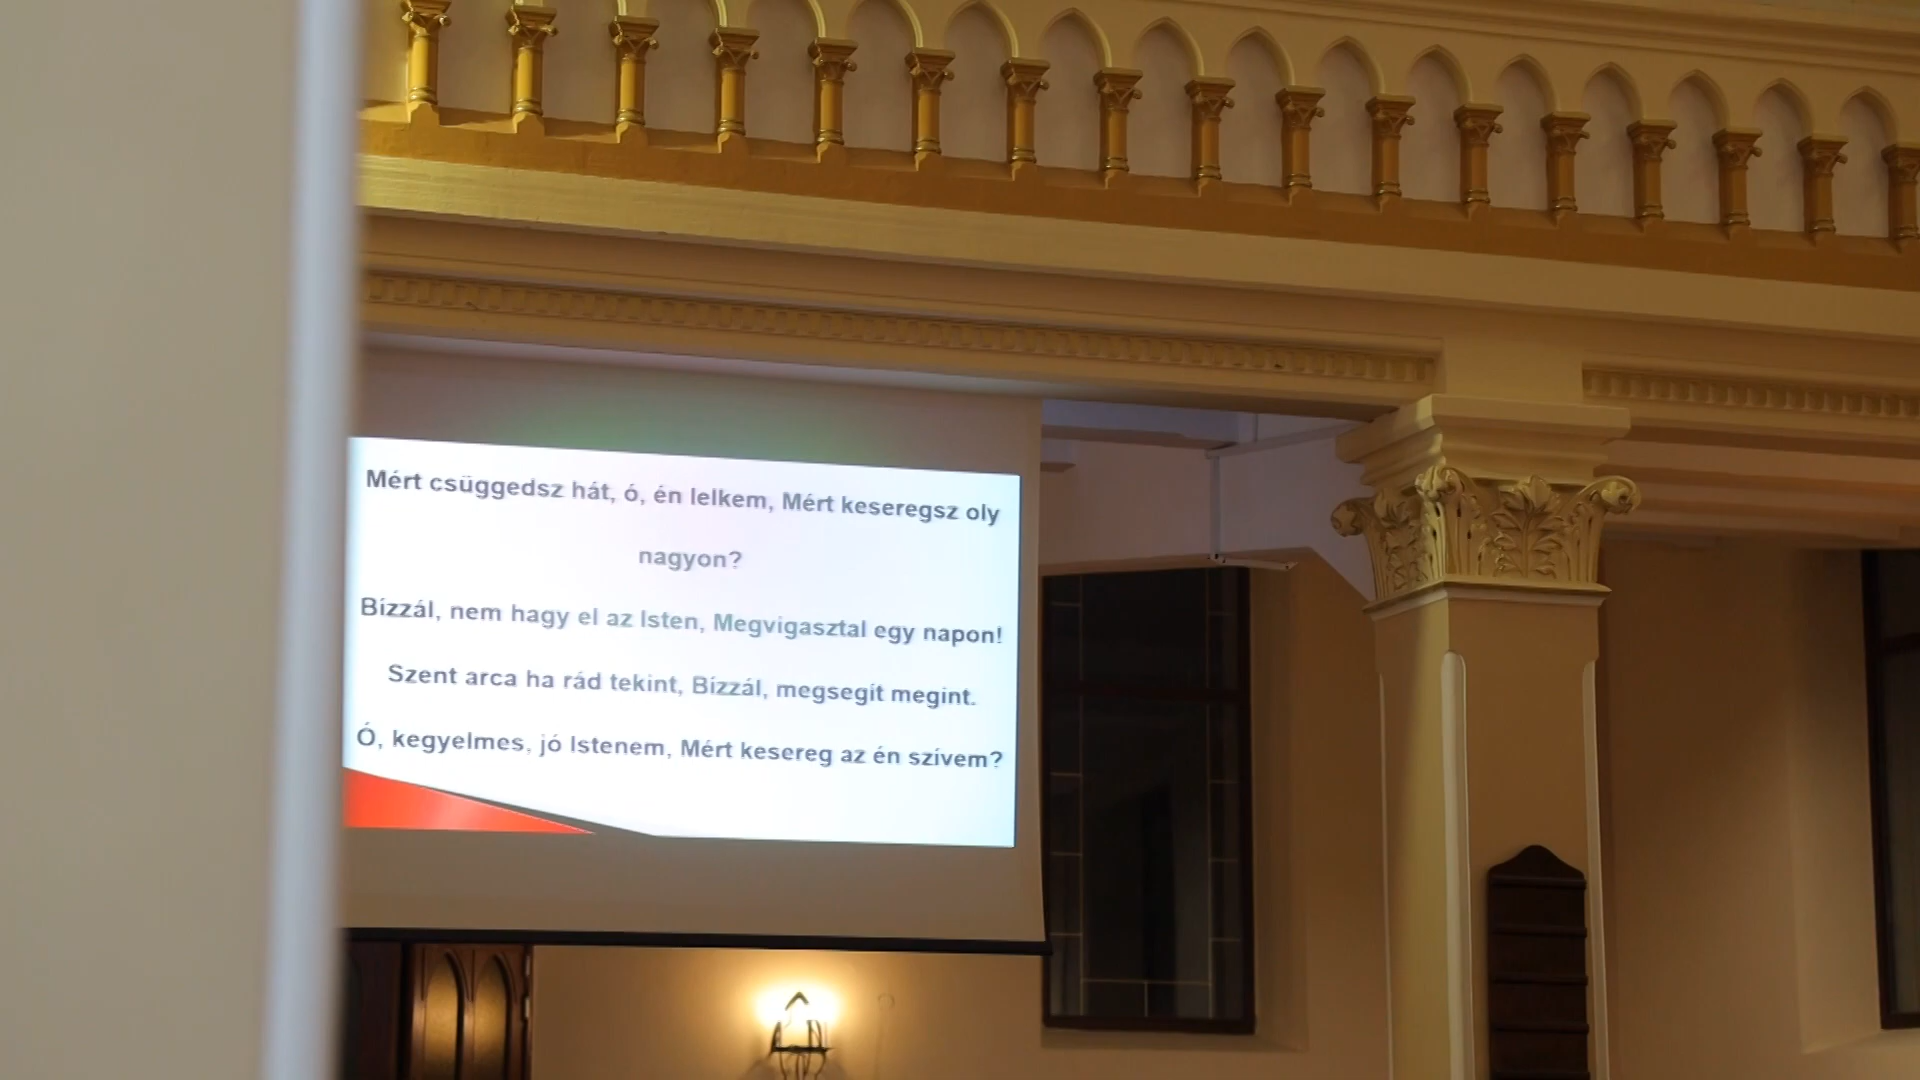 Mért csüggedsz hát, ó, én lelkem, Mért keseregsz oly
nagyon?
Bízzál, nem hagy el az Isten, Megvigasztal egy napon!
Szent arca ha rád tekint, Bízzál, megsegít megint.
Ó, kegyelmes, jó Istenem, Mért kesereg az én szívem?